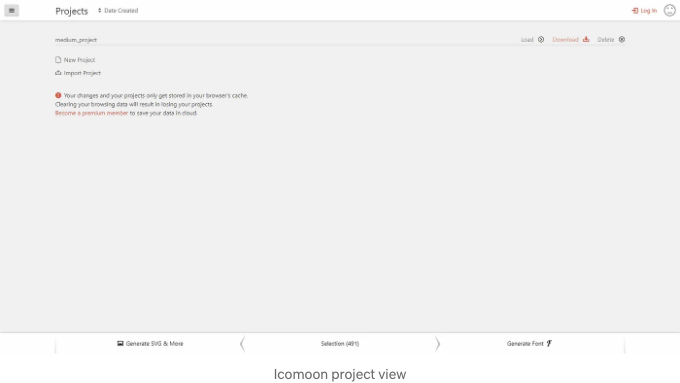 Projects
Date Created
Log In
medium_project
Load
Download
Delete
New Project
Import Project
Your changes and your projects only get stored in your browser's cache.
Clearing your browsing data will result in losing your projects.
Become a premium member to save your data in cloud.
Generate SVG & More
Selection (491)
Generate Font
Icomoon project view